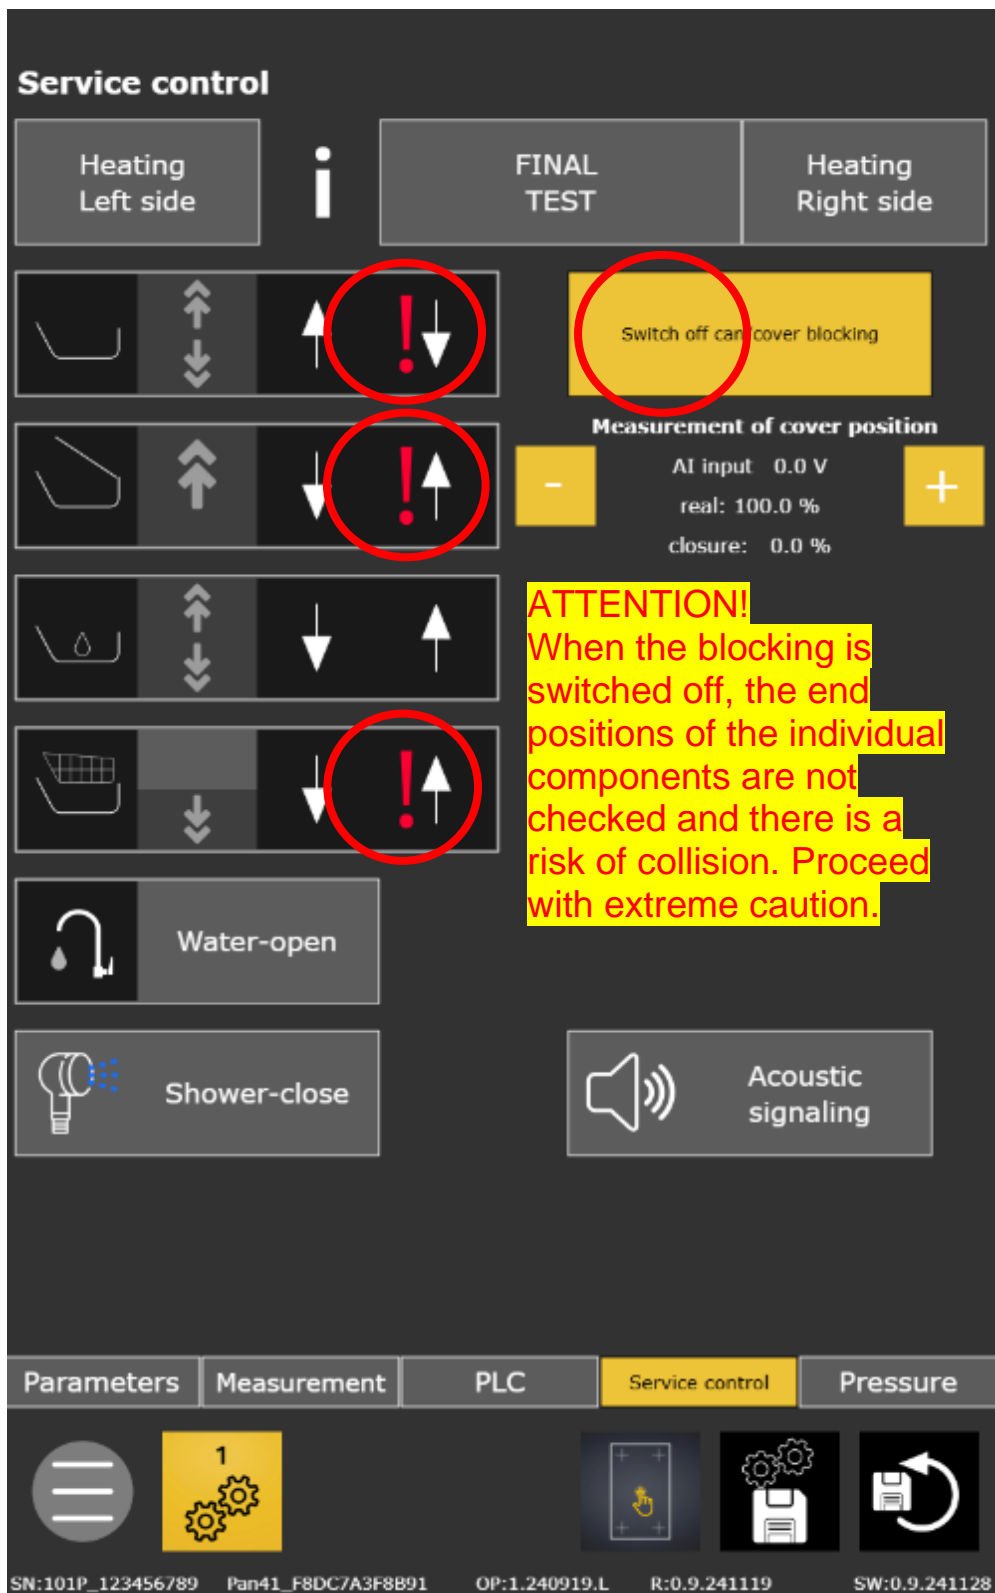 Service control
Heating
Left side
i
FINAL
TEST
Heating
Right side
!
Switch off can/cover blocking
Measurement of cover position
!
-
AI input 0.0 V
+
real: 100.0 %
closure: 0.0 %
ATTENTION!
When the blocking is
switched off, the end
positions of the individual
components are not
checked and there is a
risk of collision. Proceed
with extreme caution.
!
Water-open
Shower-close
Acoustic
signaling
Parameters
Measurement
PLC
Service control
Pressure
1
SN:101P_123456789 Pan41_F8DC7A3F8B91 OP:1.240919.L R:0.9.241119 SW:0.9.241128